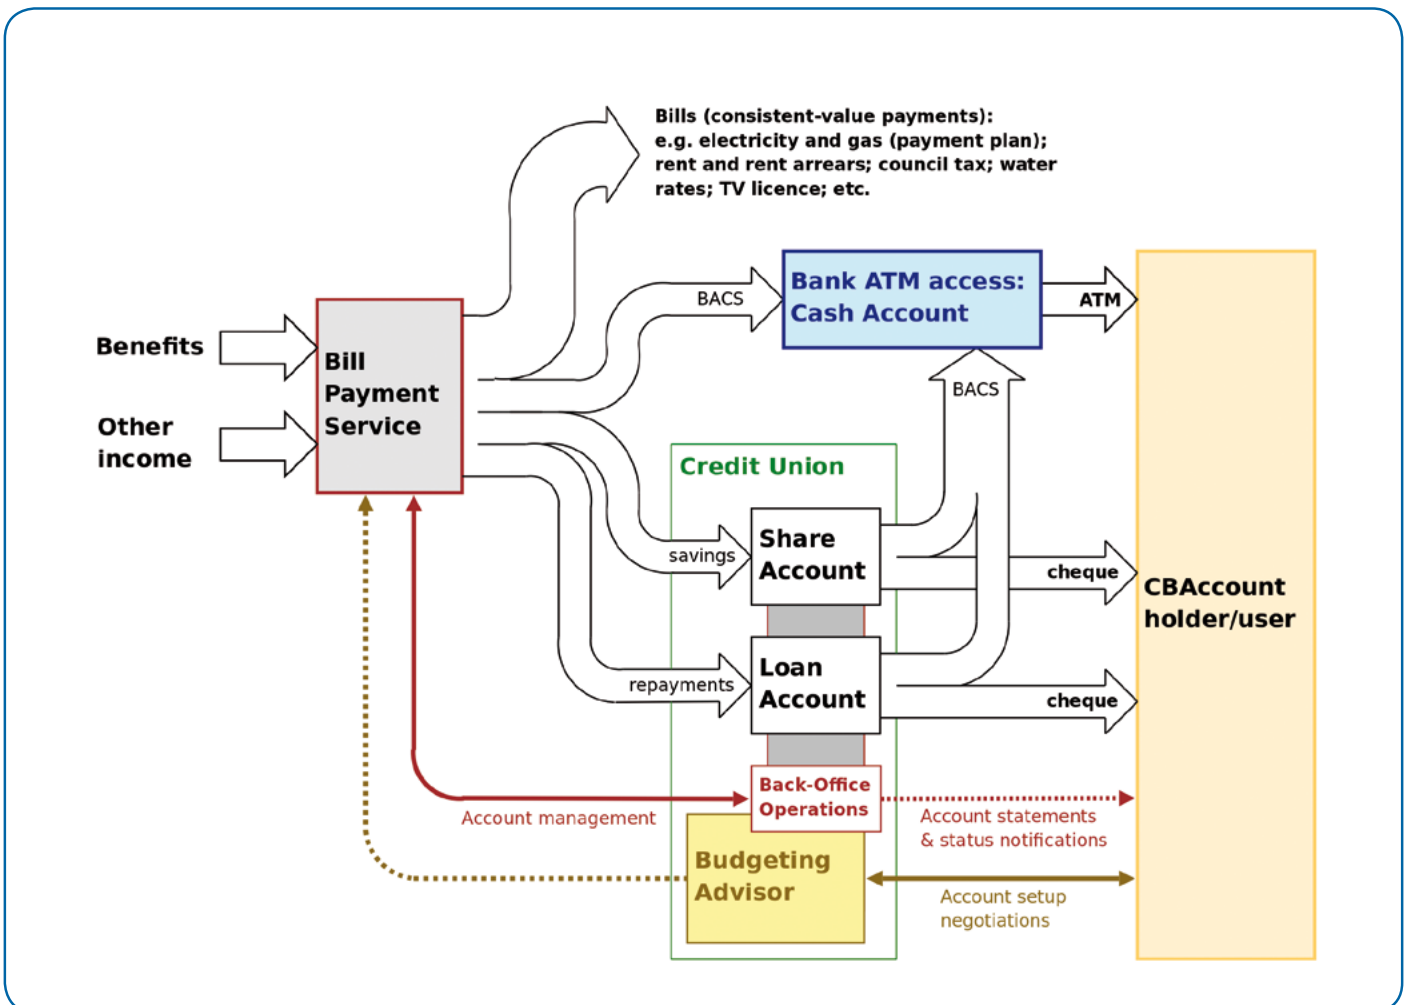 Bills (consistent-value payments):
e.g. electricity and gas (payment plan);
rent and rent arrears; council tax; water
rates; TV licence; etc.
Benefits
Other
income
Bill
Payment
Service
BACS
Bank ATM access:
Cash Account
ATM
BACS
Credit Union
savings
Share
Account
cheque
repayments
Loan
Account
cheque
CBAccount
holder/user
Back-Office
Operations
Account management
Account statements
& status notifications
Budgeting
Advisor
Account setup
negotiations